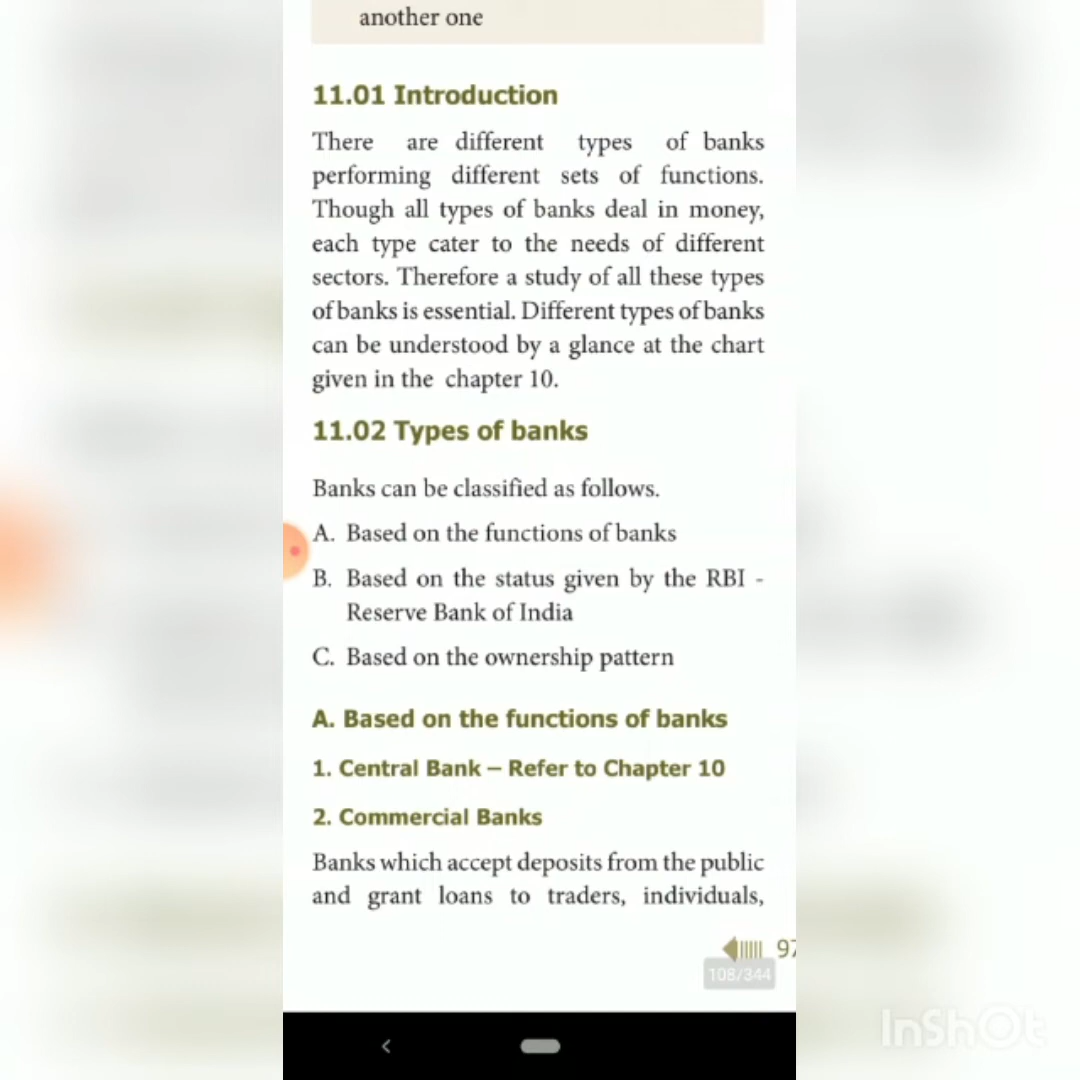 another one
11.01 Introduction
There are different types of banks
performing different sets of functions.
Though all types of banks deal in money,
each type cater to the needs of different
sectors. Therefore a study of all these types
of banks is essential. Different types of banks
can be understood by a glance at the chart
given in the chapter 10.
11.02 Types of banks
Banks can be classified as follows.
A. Based on the functions of banks
B. Based on the status given by the RBI -
Reserve Bank of India
C. Based on the ownership pattern
A. Based on the functions of banks
1. Central Bank – Refer to Chapter 10
2. Commercial Banks
Banks which accept deposits from the public
and grant loans to traders, individuals,
97
108/344
InShOt